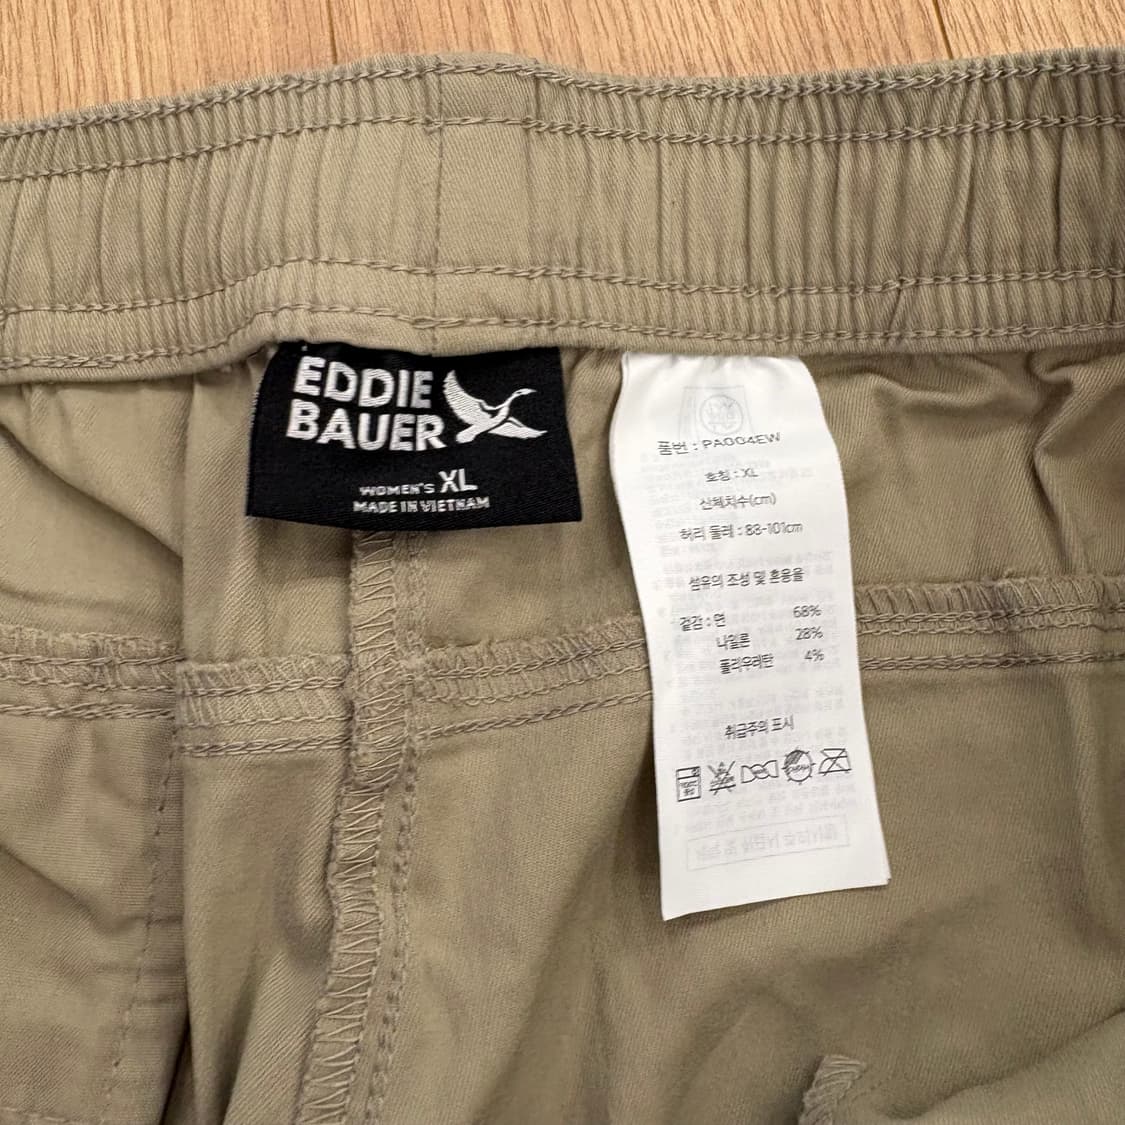 EDDIE
BAUER
WOMEN'S XL
MADE IN VIETNAM
품번 : PA004EW
호칭 : XL
신체치수(cm)
허리 둘레 : 88-101cm
섬유의 조성 및 혼용율
겉감 : 면 68%
나일론 28%
폴리우레탄 4%
취급주의 표시